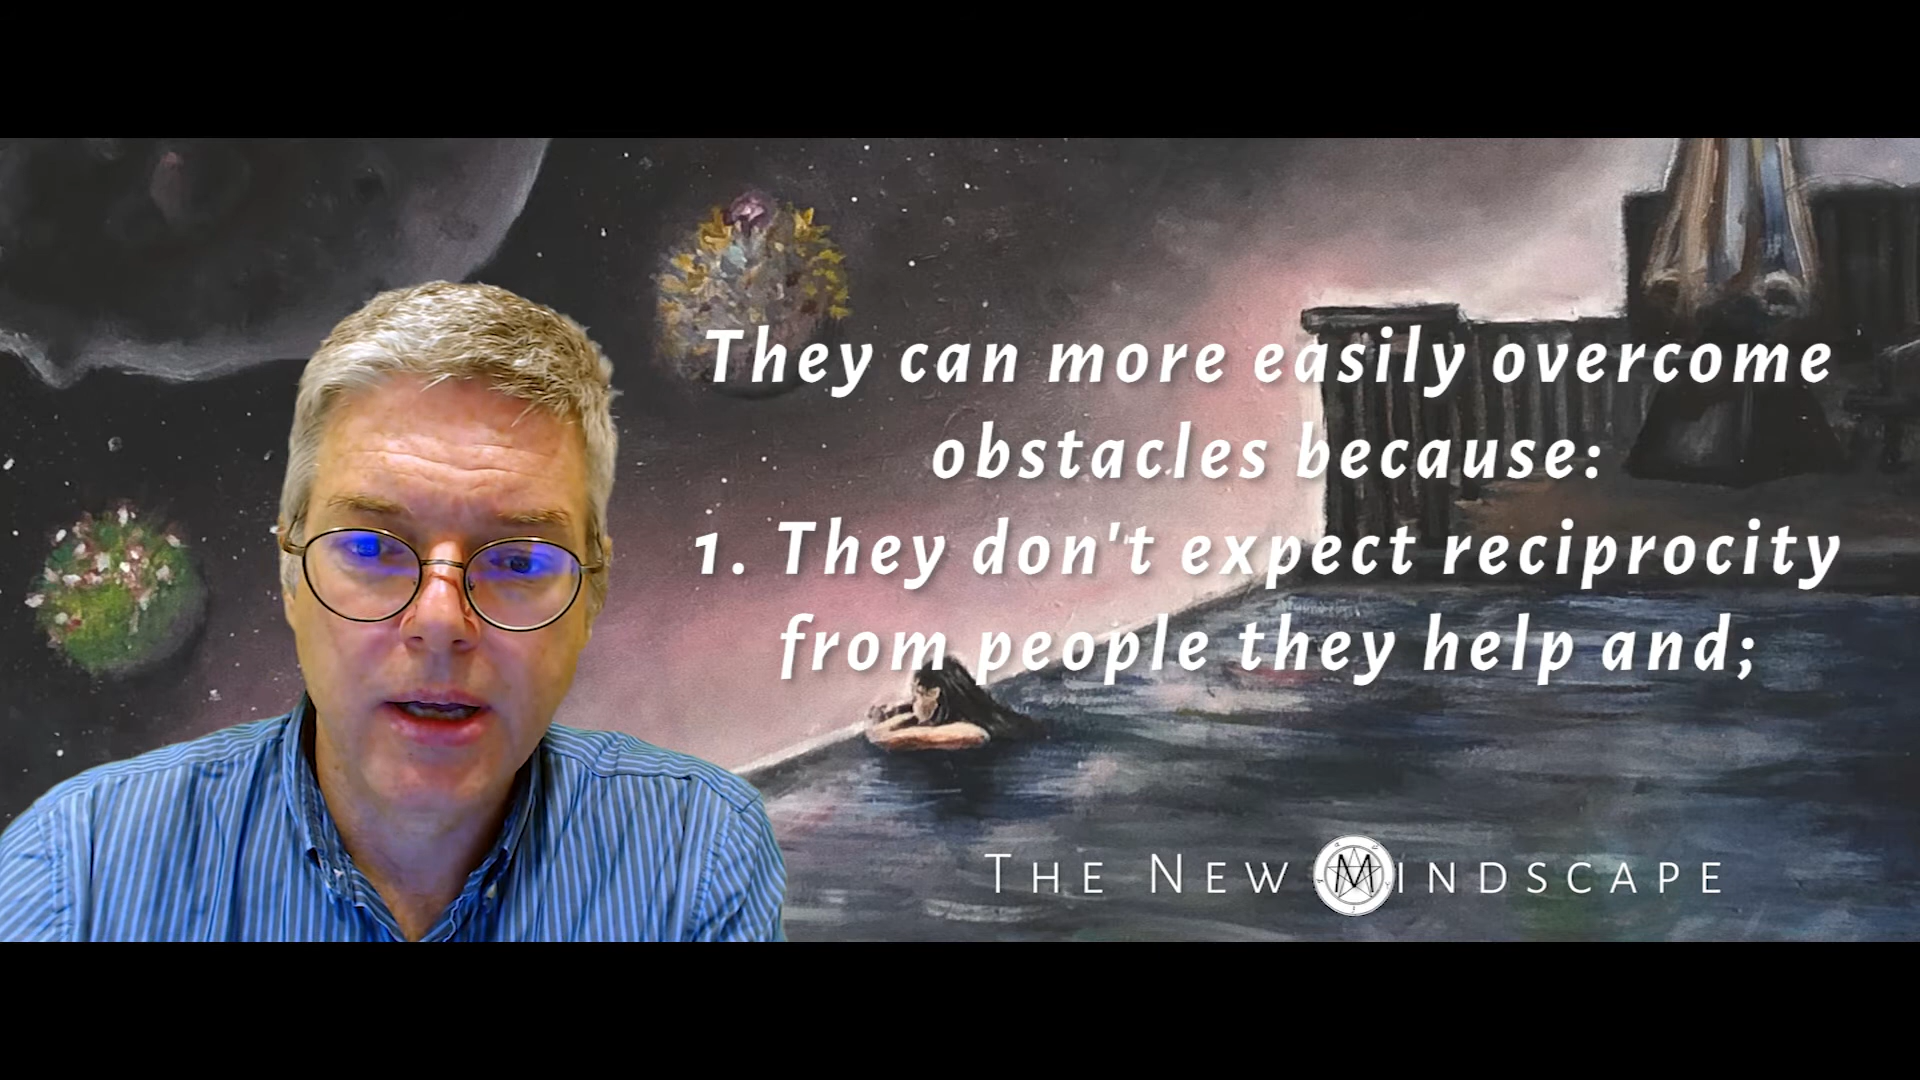 They can more easily overcome
obstacles because:
1. They don't expect reciprocity
from people they help and;
THE NEW MINDSCAPE